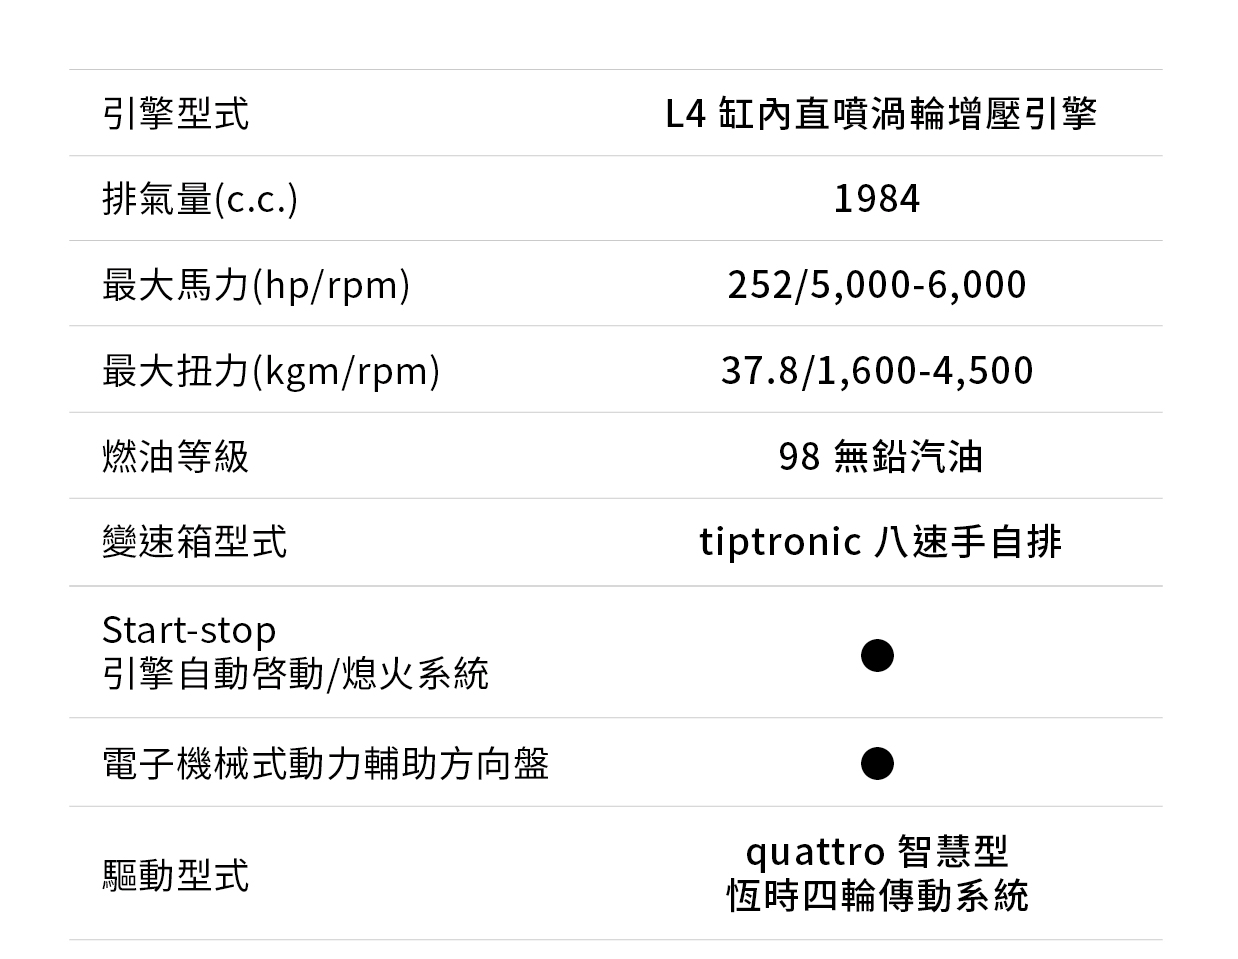 引擎型式
L4 缸內直噴渦輪增壓引擎
排氣量(c.c.)
1984
最大馬力(hp/rpm)
252/5,000-6,000
最大扭力(kgm/rpm)
37.8/1,600-4,500
燃油等級
98 無鉛汽油
變速箱型式
tiptronic 八速手自排
Start-stop
引擎自動啓動/熄火系統
●
電子機械式動力輔助方向盤
●
驅動型式
quattro 智慧型
恆時四輪傳動系統